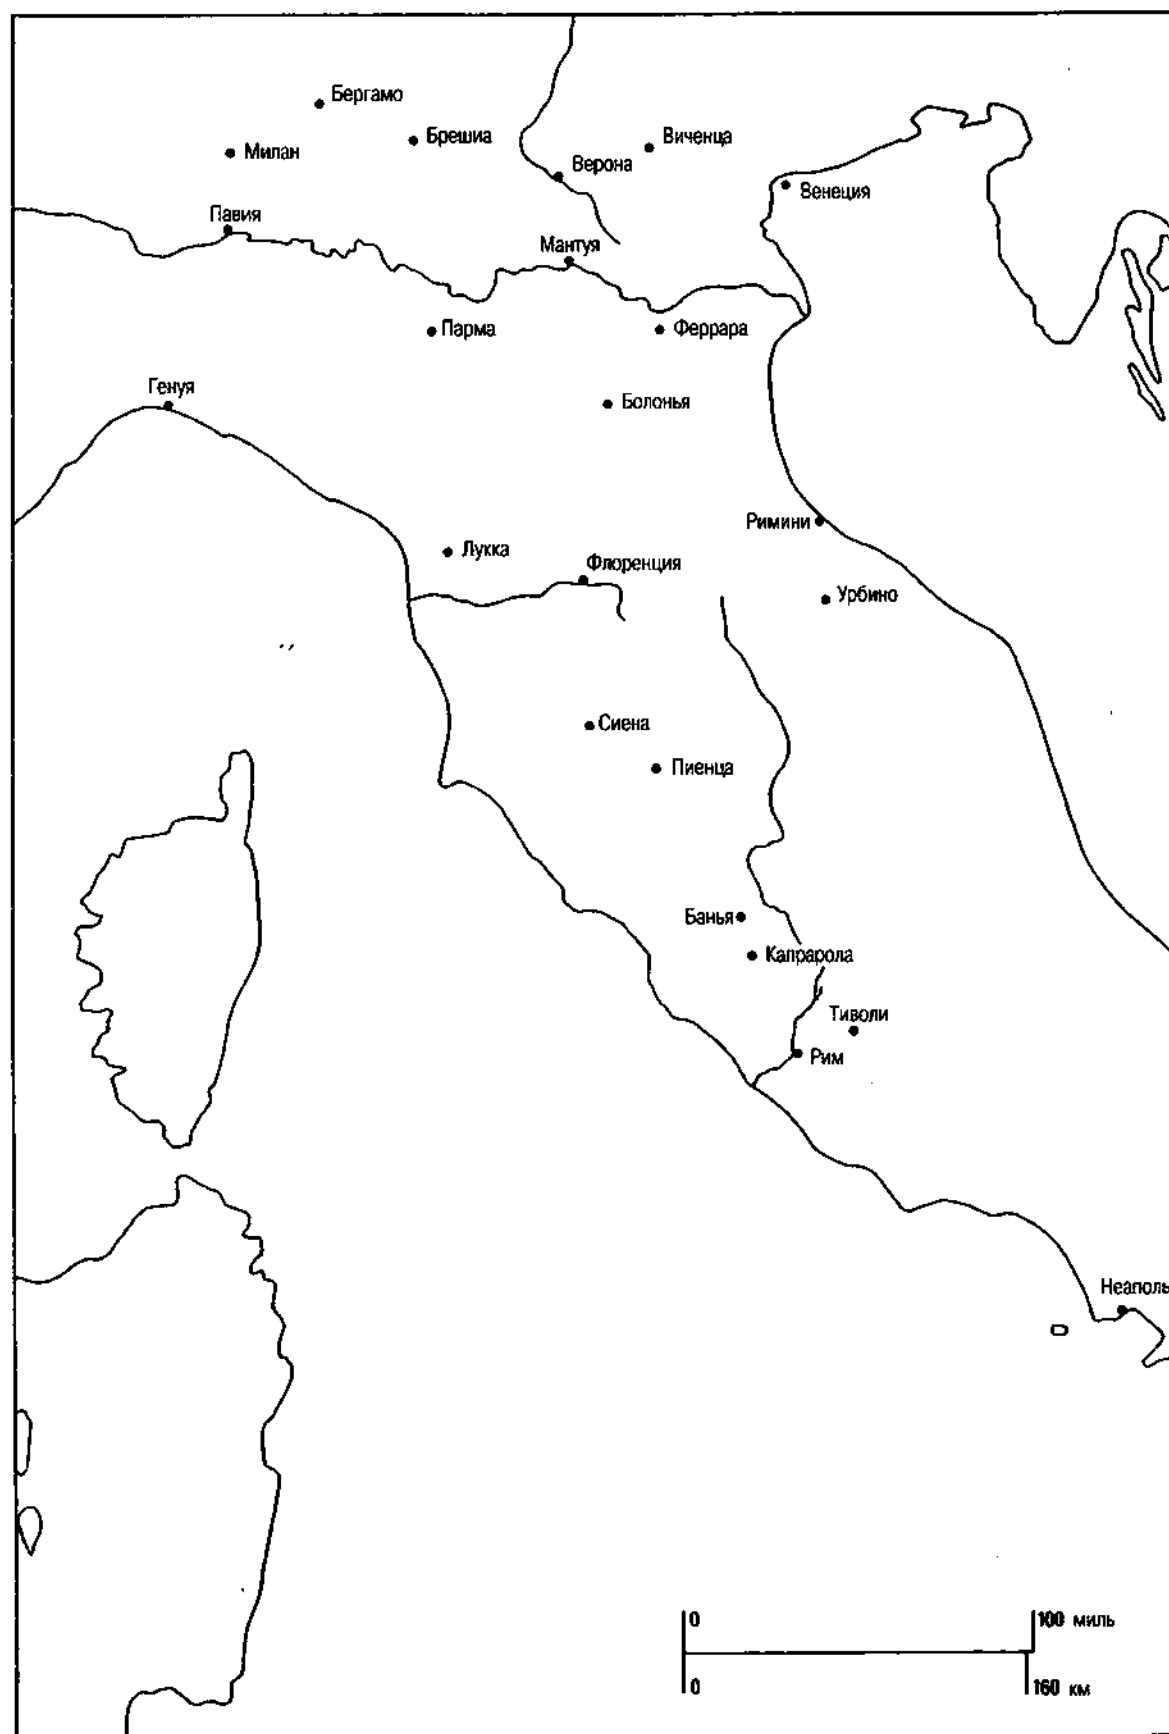 Бергамо
Брешиа
Виченца
Милан
Верона
Венеция
Павия
Мантуя
Парма
Феррара
Генуя
Болонья
Римини
Лукка
Флоренция
Урбино
Сиена
Пиенца
Банья
Капрарола
Тиволи
Рим
Неаполь
0 100 миль
0 160 км